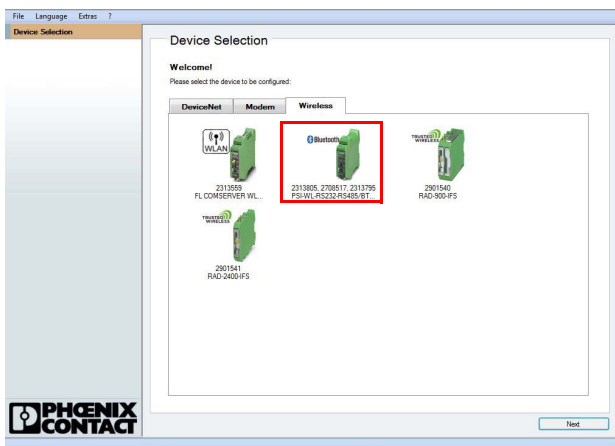 File Language Extras ?
Device Selection
Device Selection
Welcome!
Please select the device to be configured:
DeviceNet Modem Wireless
WLAN
Bluetooth
TRUSTED WIRELESS
2313559
FL COMSERVER WL...
2313805, 2708517, 2313795
PSI-WL-RS232-RS485/BT...
2901540
RAD-900-IFS
TRUSTED WIRELESS
2901541
RAD-2400-IFS
PHŒNIX
CONTACT
Next